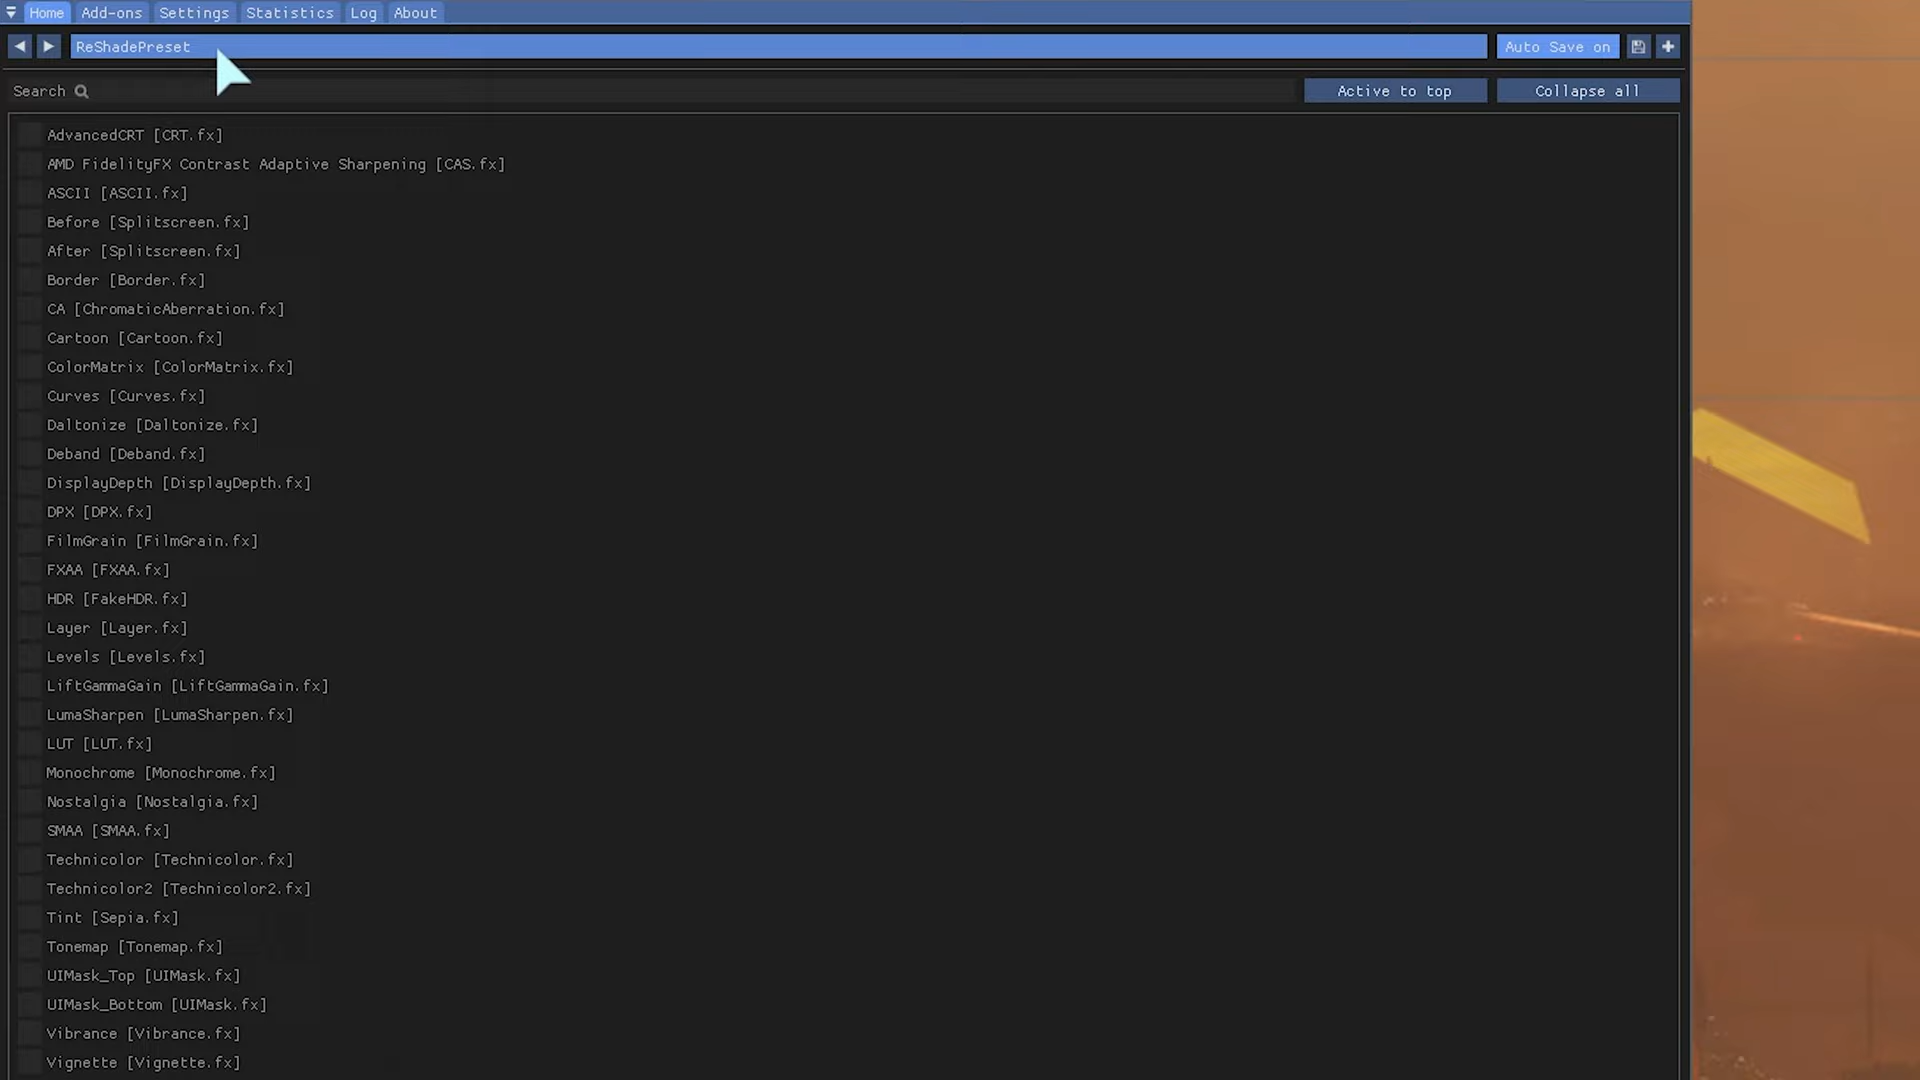 Home Add-ons Settings Statistics Log About
ReShadePreset Auto Save on
Search Active to top Collapse all
AdvancedCRT [CRT.fx]
AMD FidelityFX Contrast Adaptive Sharpening [CAS.fx]
ASCII [ASCII.fx]
Before [Splitscreen.fx]
After [Splitscreen.fx]
Border [Border.fx]
CA [ChromaticAberration.fx]
Cartoon [Cartoon.fx]
ColorMatrix [ColorMatrix.fx]
Curves [Curves.fx]
Daltonize [Daltonize.fx]
Deband [Deband.fx]
DisplayDepth [DisplayDepth.fx]
DPX [DPX.fx]
FilmGrain [FilmGrain.fx]
FXAA [FXAA.fx]
HDR [FakeHDR.fx]
Layer [Layer.fx]
Levels [Levels.fx]
LiftGammaGain [LiftGammaGain.fx]
LumaSharpen [LumaSharpen.fx]
LUT [LUT.fx]
Monochrome [Monochrome.fx]
Nostalgia [Nostalgia.fx]
SMAA [SMAA.fx]
Technicolor [Technicolor.fx]
Technicolor2 [Technicolor2.fx]
Tint [Sepia.fx]
Tonemap [Tonemap.fx]
UIMask_Top [UIMask.fx]
UIMask_Bottom [UIMask.fx]
Vibrance [Vibrance.fx]
Vignette [Vignette.fx]